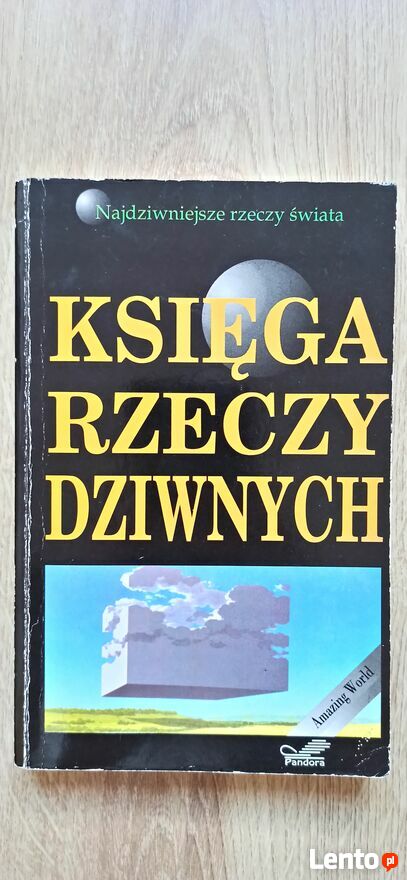 Najdziwniejsze rzeczy świata
KSIĘGA
RZECZY
DZIWNYCH
Amazing World
Pandora
Lento.pl